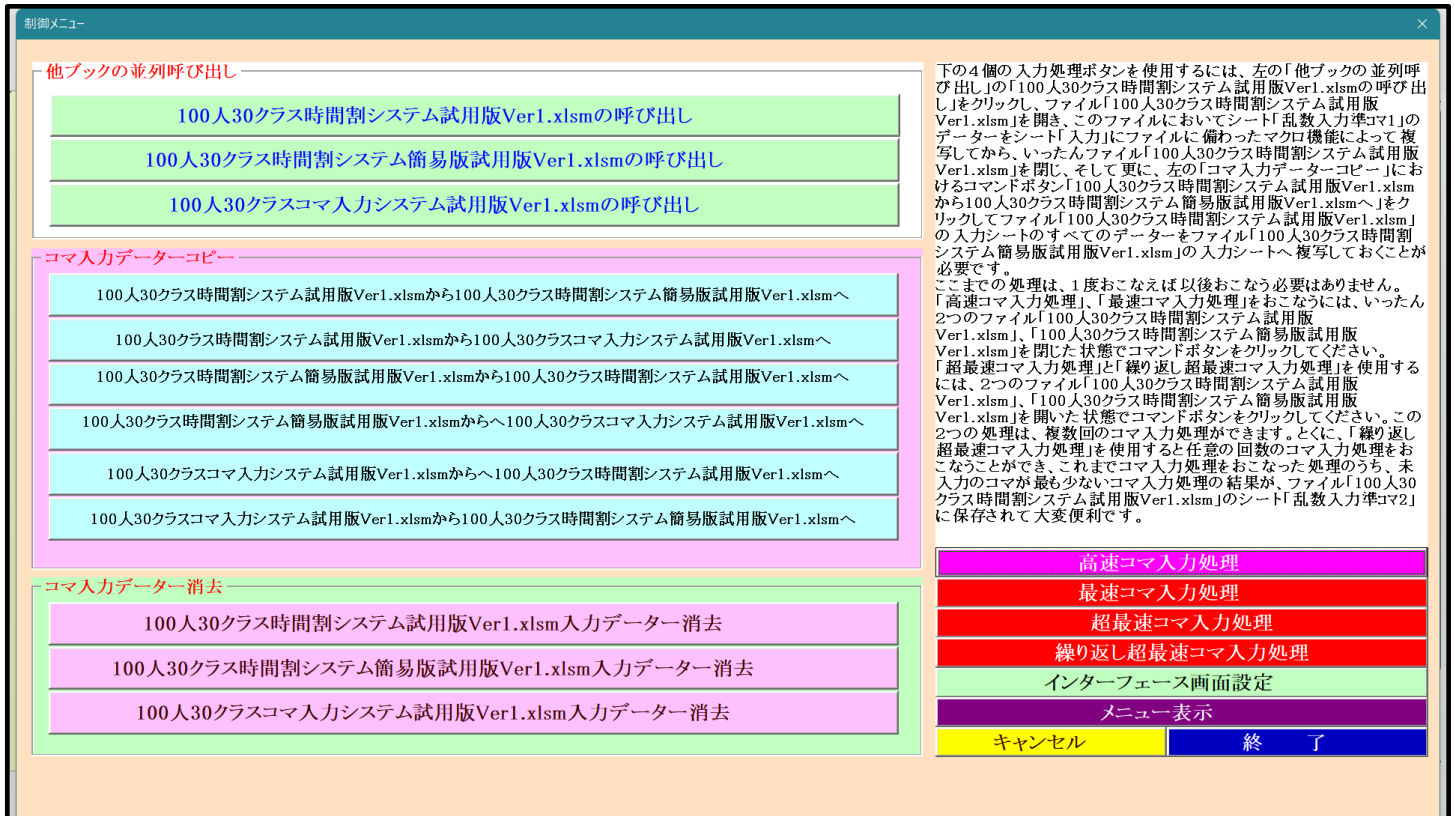 制御メニュー
他ブックの並列呼び出し
100人30クラス時間割システム試用版Ver1.xlsmの呼び出し
100人30クラス時間割システム簡易版試用版Ver1.xlsmの呼び出し
100人30クラスコマ入力システム試用版Ver1.xlsmの呼び出し
コマ入力データーコピー
100人30クラス時間割システム試用版Ver1.xlsmから100人30クラス時間割システム簡易版試用版Ver1.xlsmへ
100人30クラス時間割システム試用版Ver1.xlsmから100人30クラスコマ入力システム試用版Ver1.xlsmへ
100人30クラス時間割システム簡易版試用版Ver1.xlsmから100人30クラス時間割システム試用版Ver1.xlsmへ
100人30クラス時間割システム簡易版試用版Ver1.xlsmからへ100人30クラスコマ入力システム試用版Ver1.xlsmへ
100人30クラスコマ入力システム試用版Ver1.xlsmからへ100人30クラス時間割システム試用版Ver1.xlsmへ
100人30クラスコマ入力システム試用版Ver1.xlsmから100人30クラス時間割システム簡易版試用版Ver1.xlsmへ
コマ入力データー消去
100人30クラス時間割システム試用版Ver1.xlsm入力データー消去
100人30クラス時間割システム簡易版試用版Ver1.xlsm入力データー消去
100人30クラスコマ入力システム試用版Ver1.xlsm入力データー消去
下の４個の入力処理ボタンを使用するには、左の「他ブックの並列呼
び出し」の「100人30クラス時間割システム試用版Ver1.xlsmの呼び出
し」をクリックし、ファイル「100人30クラス時間割システム試用版
Ver1.xlsm」を開き、このファイルにおいてシート「乱数入力準ｺﾏ1」の
データーをシート「入力」にファイルに備わったマクロ機能によって複
写してから、いったんファイル「100人30クラス時間割システム試用版
Ver1.xlsm」を閉じ、そして更に、左の「コマ入力データーコピー」にお
けるコマンドボタン「100人30クラス時間割システム試用版Ver1.xlsm
から100人30クラス時間割システム簡易版試用版Ver1.xlsmへ」をク
リックしてファイル「100人30クラス時間割システム試用版Ver1.xlsm」
の入力シートのすべてのデーターをファイル「100人30クラス時間割
システム簡易版試用版Ver1.xlsm」の入力シートへ複写しておくことが
必要です。
ここまでの処理は、１度おこなえば以後おこなう必要はありません。
「高速コマ入力処理」、「最速コマ入力処理」をおこなうには、いったん
2つのファイル「100人30クラス時間割システム試用版
Ver1.xlsm」、「100人30クラス時間割システム簡易版試用版
Ver1.xlsm」を閉じた状態でコマンドボタンをクリックしてください。
「超最速コマ入力処理」と「繰り返し超最速コマ入力処理」を使用する
には、2つのファイル「100人30クラス時間割システム試用版
Ver1.xlsm」、「100人30クラス時間割システム簡易版試用版
Ver1.xlsm」を開いた状態でコマンドボタンをクリックしてください。この
2つの処理は、複数回のコマ入力処理ができます。とくに、「繰り返し
超最速コマ入力処理」を使用すると任意の回数のコマ入力処理をお
こなうことができ、これまでコマ入力処理をおこなった処理のうち、未
入力のコマが最も少ないコマ入力処理の結果が、ファイル「100人30
クラス時間割システム試用版Ver1.xlsm」のシート「乱数入力準ｺﾏ2」
に保存されて大変便利です。
高速コマ入力処理
最速コマ入力処理
超最速コマ入力処理
繰り返し超最速コマ入力処理
インターフェース画面設定
メニュー表示
キャンセル
終　　了